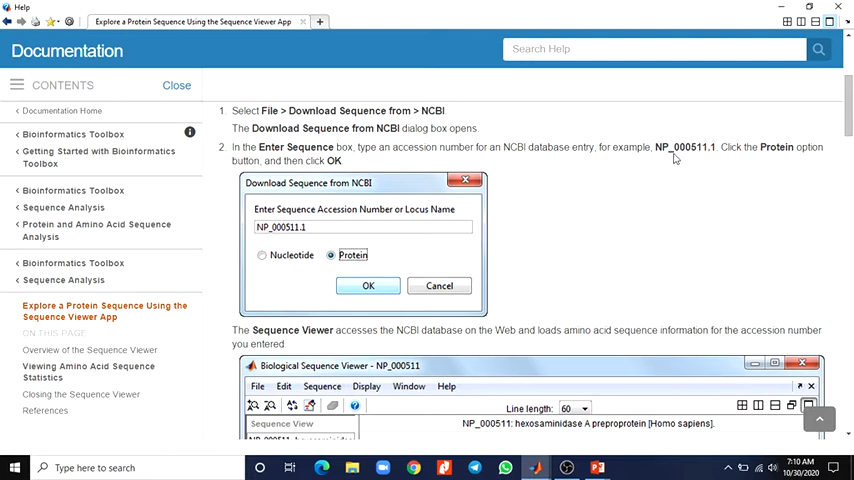 Help
Explore a Protein Sequence Using the Sequence Viewer App
Documentation
Search Help
CONTENTS
Close
Documentation Home
Bioinformatics Toolbox
Getting Started with Bioinformatics
Toolbox
Bioinformatics Toolbox
Sequence Analysis
Protein and Amino Acid Sequence
Analysis
Bioinformatics Toolbox
Sequence Analysis
Explore a Protein Sequence Using the
Sequence Viewer App
ON THIS PAGE
Overview of the Sequence Viewer
Viewing Amino Acid Sequence
Statistics
Closing the Sequence Viewer
References
1. Select File > Download Sequence from > NCBI
The Download Sequence from NCBI dialog box opens.
2. In the Enter Sequence box, type an accession number for an NCBI database entry, for example, NP_000511.1. Click the Protein option
button, and then click OK
Download Sequence from NCBI
Enter Sequence Accession Number or Locus Name
NP_000511.1
Nucleotide
Protein
OK
Cancel
The Sequence Viewer accesses the NCBI database on the Web and loads amino acid sequence information for the accession number
you entered.
Biological Sequence Viewer - NP_000511
File Edit Sequence Display Window Help
Line length: 60
Sequence View
NP_000511: hexosaminidase A preproprotein [Homo sapiens].
Type here to search
7:10 AM
10/30/2020